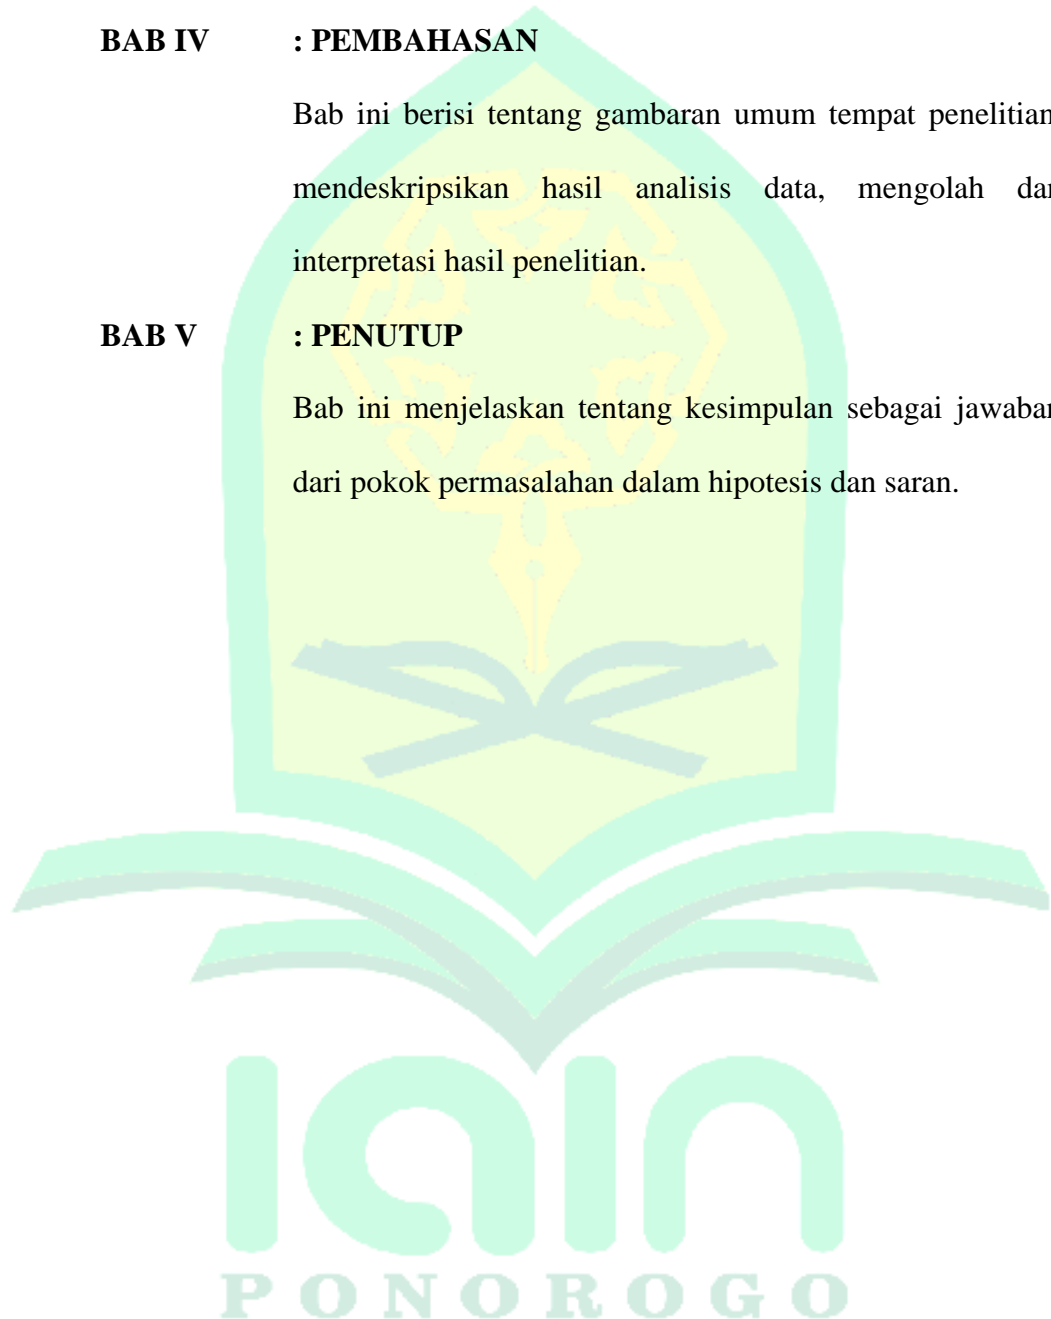 BAB IV : PEMBAHASAN
Bab ini berisi tentang gambaran umum tempat penelitian
mendeskripsikan hasil analisis data, mengolah dan
interpretasi hasil penelitian.
BAB V : PENUTUP
Bab ini menjelaskan tentang kesimpulan sebagai jawaban
dari pokok permasalahan dalam hipotesis dan saran.
IAIN
PONOROGO